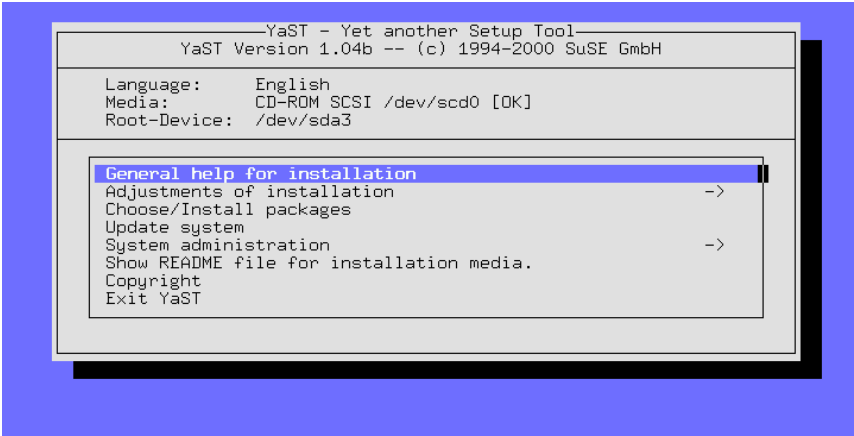 YaST - Yet another Setup Tool
YaST Version 1.04b -- (c) 1994-2000 SuSE GmbH
Language: English
Media: CD-ROM SCSI /dev/scd0 [OK]
Root-Device: /dev/sda3
General help for installation
Adjustments of installation ->
Choose/Install packages
Update system
System administration ->
Show README file for installation media.
Copyright
Exit YaST